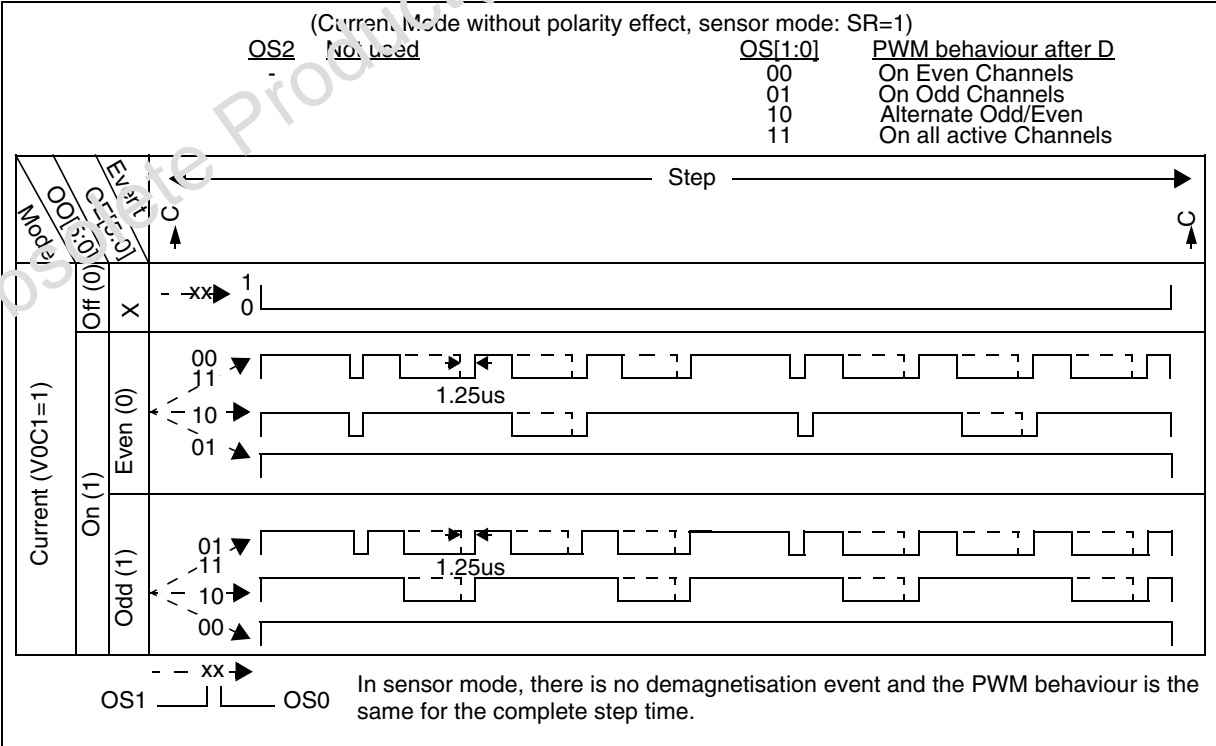 (Current Mode without polarity effect, sensor mode: SR=1)
OS2 Not used
-
OS[1:0] PWM behaviour after D
00 On Even Channels
01 On Odd Channels
10 Alternate Odd/Even
11 On all active Channels
Mode
OO[5:0]
OE[5:0]
Event
Step
C
C
Current (V0C1=1)
Off (0)
X
xx
1
0
On (1)
Even (0)
00
11
10
01
1.25us
Odd (1)
01
11
10
00
1.25us
xx
OS1
OS0
In sensor mode, there is no demagnetisation event and the PWM behaviour is the
same for the complete step time.